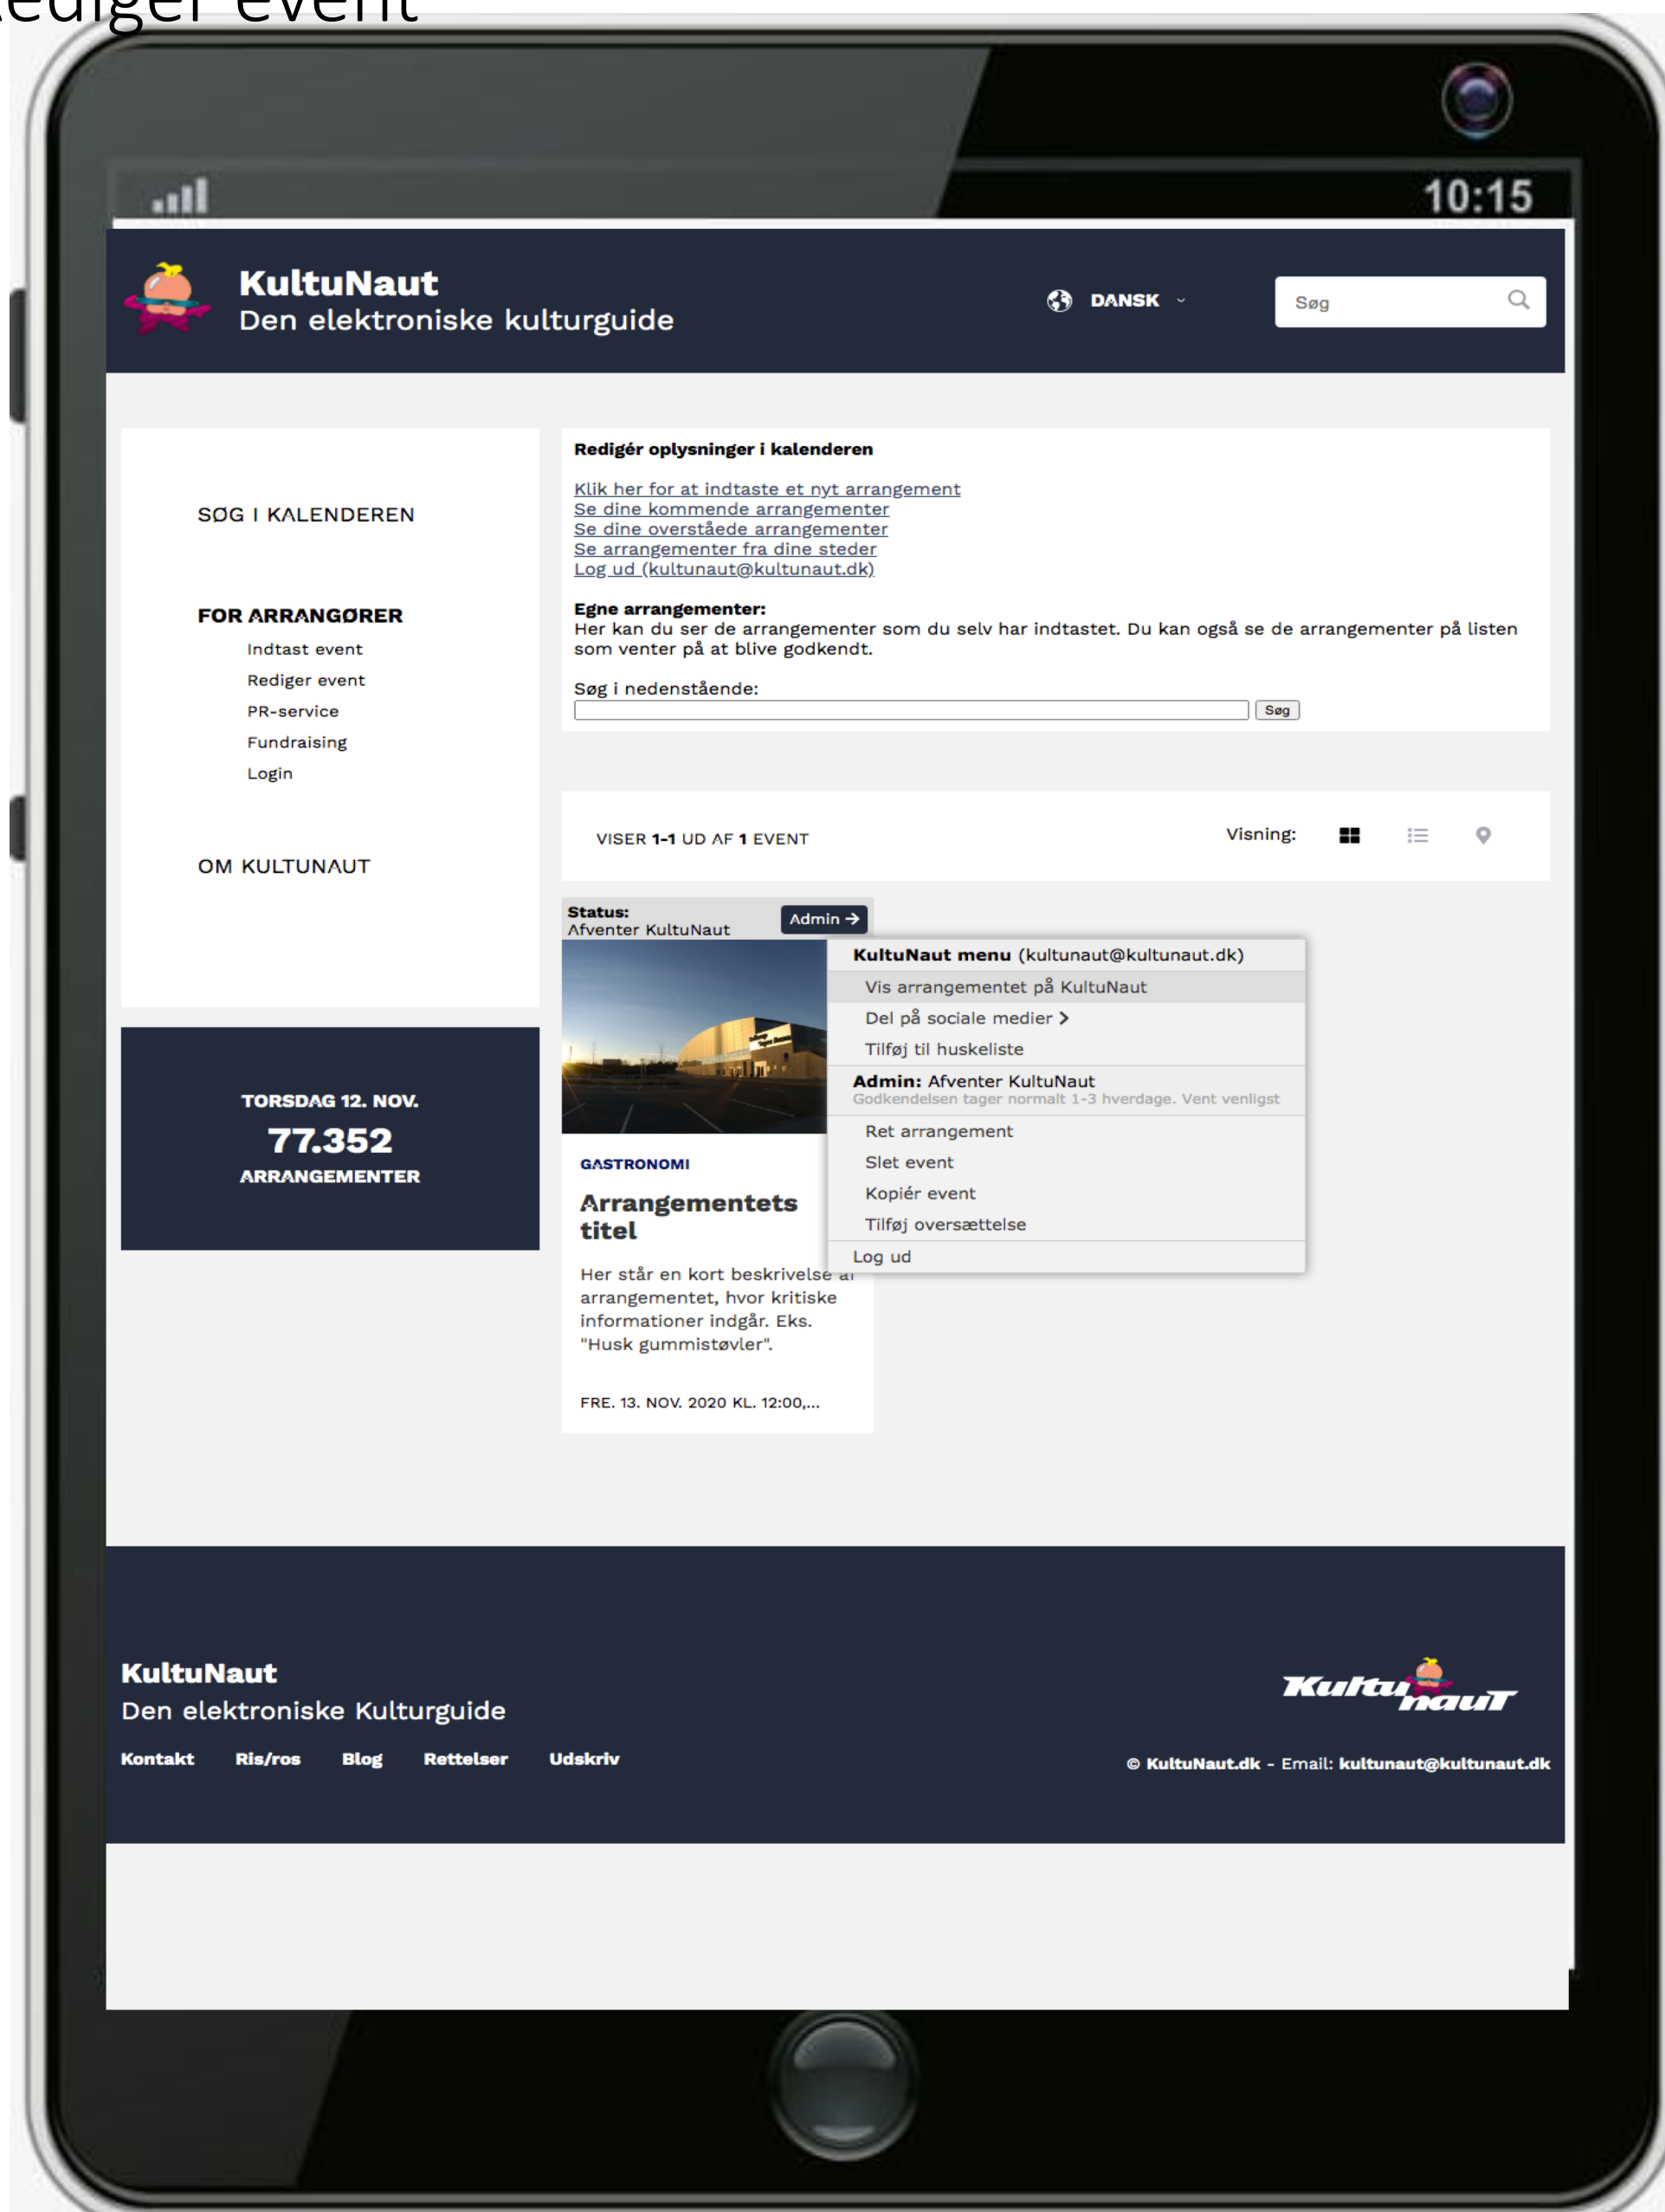 ediger event
10:15
KultuNaut
Den elektroniske kulturguide
DANSK
Søg
SØG I KALENDEREN
FOR ARRANGØRER
Indtast event
Rediger event
PR-service
Fundraising
Login
OM KULTUNAUT
TORSDAG 12. NOV.
77.352
ARRANGEMENTER
Redigér oplysninger i kalenderen
Klik her for at indtaste et nyt arrangement
Se dine kommende arrangementer
Se dine overståede arrangementer
Se arrangementer fra dine steder
Log ud (kultunaut@kultunaut.dk)
Egne arrangementer:
Her kan du ser de arrangementer som du selv har indtastet. Du kan også se de arrangementer på listen
som venter på at blive godkendt.
Søg i nedenstående:
Søg
VISER 1-1 UD AF 1 EVENT
Visning:
Status:
Afventer KultuNaut
Admin →
KultuNaut menu (kultunaut@kultunaut.dk)
Vis arrangementet på KultuNaut
Del på sociale medier >
Tilføj til huskeliste
Admin: Afventer KultuNaut
Godkendelsen tager normalt 1-3 hverdage. Vent venligst
Ret arrangement
Slet event
Kopiér event
Tilføj oversættelse
Log ud
GASTRONOMI
Arrangementets
titel
Her står en kort beskrivelse af
arrangementet, hvor kritiske
informationer indgår. Eks.
"Husk gummistøvler".
FRE. 13. NOV. 2020 KL. 12:00,...
KultuNaut
Den elektroniske Kulturguide
Kontakt Ris/ros Blog Rettelser Udskriv
Kultunaut
© KultuNaut.dk - Email: kultunaut@kultunaut.dk